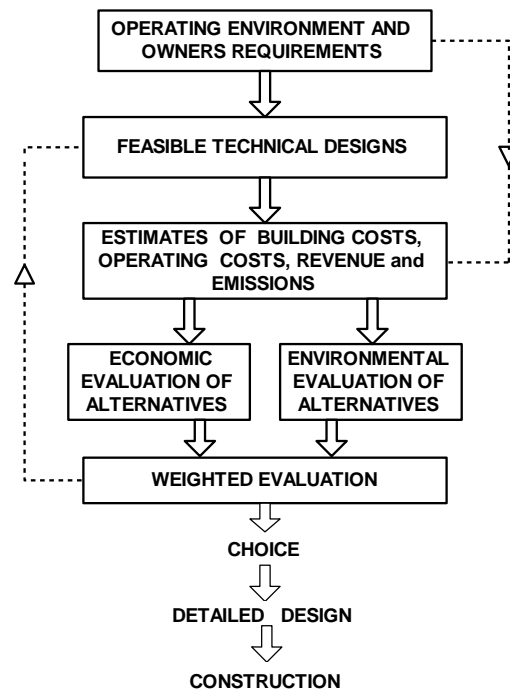 OPERATING ENVIRONMENT AND
OWNERS REQUIREMENTS
FEASIBLE TECHNICAL DESIGNS
ESTIMATES OF BUILDING COSTS,
OPERATING COSTS, REVENUE and
EMISSIONS
ECONOMIC
EVALUATION OF
ALTERNATIVES
ENVIRONMENTAL
EVALUATION OF
ALTERNATIVES
WEIGHTED EVALUATION
CHOICE
DETAILED DESIGN
CONSTRUCTION